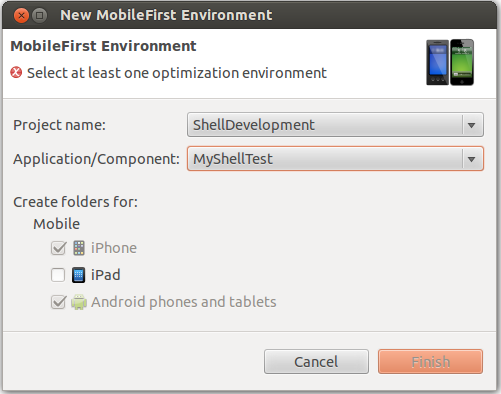 New MobileFirst Environment
MobileFirst Environment
Select at least one optimization environment
Project name: ShellDevelopment
Application/Component: MyShellTest
Create folders for:
Mobile
iPhone
iPad
Android phones and tablets
Cancel Finish